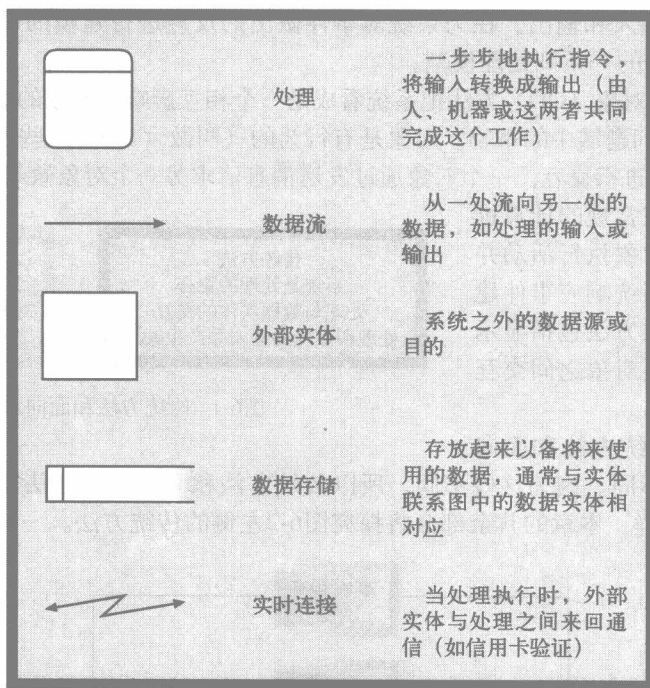 处理
一步步地执行指令，
将输入转换成输出（由
人、机器或这两者共同
完成这个工作）
数据流
从一处流向另一处的
数据，如处理的输入或
输出
外部实体
系统之外的数据源或
目的
数据存储
存放起来以备将来使
用的数据，通常与实体
联系图中的数据实体相
对应
实时连接
当处理执行时，外部
实体与处理之间来回通
信（如信用卡验证）